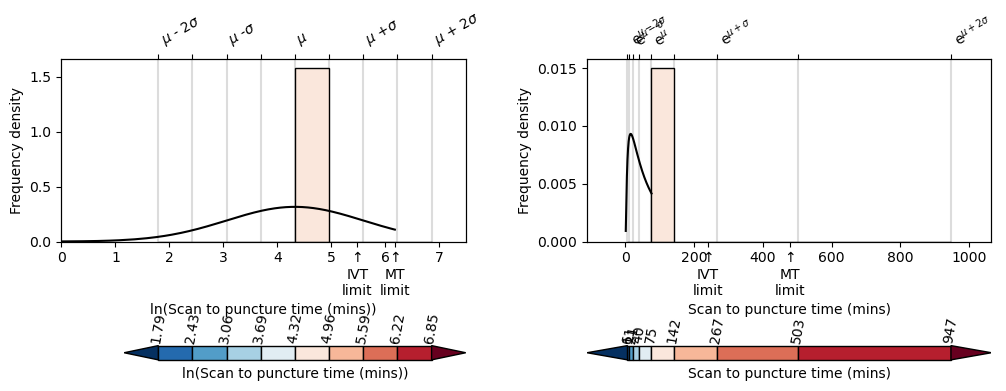 μ - 2σ μ -σ μ μ +σ μ + 2σ
1.5
1.0
0.5
0.0
Frequency density
0 1 2 3 4 5 6 7
↑ ↑
IVT MT
limit limit
ln(Scan to puncture time (mins))
1.79 2.43 3.06 3.69 4.32 4.96 5.59 6.22 6.85
ln(Scan to puncture time (mins))
e^μ−2σ e^μ−σ e^μ e^μ+σ e^μ+2σ
0.015
0.010
0.005
0.000
Frequency density
0 200 400 600 800 1000
↑ ↑
IVT MT
limit limit
Scan to puncture time (mins)
40 75 142 267 503 947
Scan to puncture time (mins)